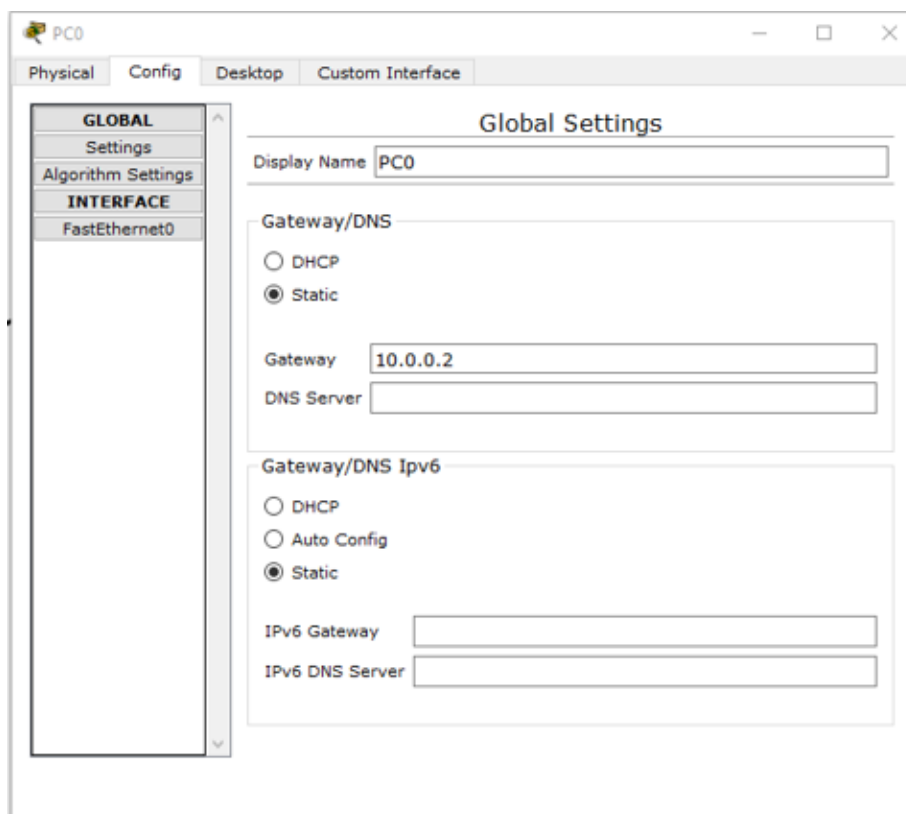 PC0
Physical Config Desktop Custom Interface
GLOBAL
Settings
Algorithm Settings
INTERFACE
FastEthernet0
Global Settings
Display Name PC0
Gateway/DNS
DHCP
Static
Gateway 10.0.0.2
DNS Server
Gateway/DNS Ipv6
DHCP
Auto Config
Static
IPv6 Gateway
IPv6 DNS Server